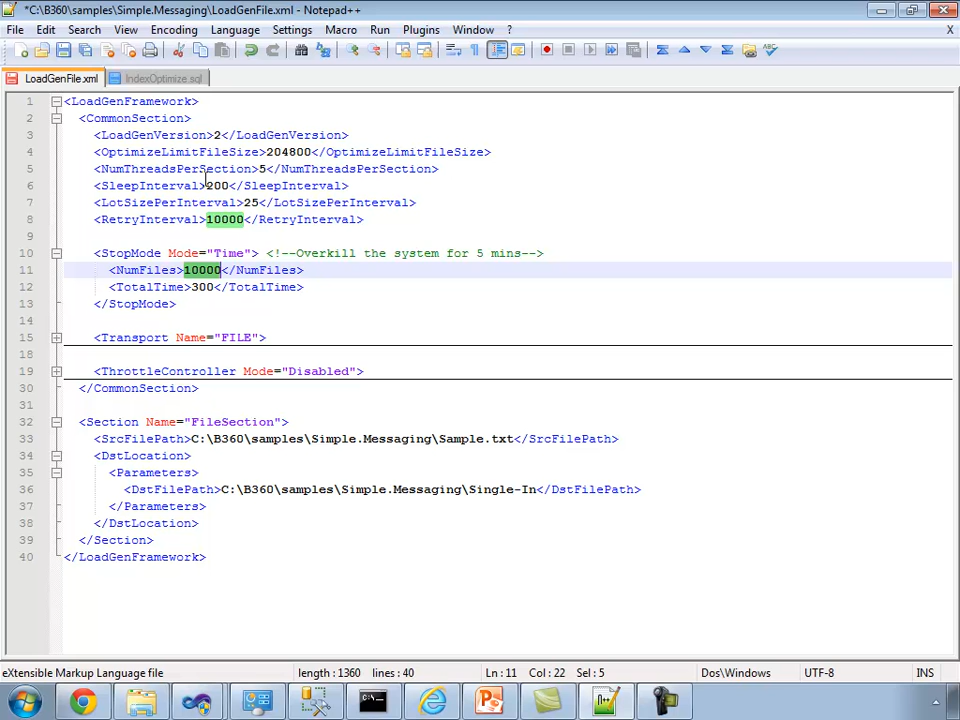 *C:\B360\samples\Simple.Messaging\LoadGenFile.xml - Notepad++
File Edit Search View Encoding Language Settings Macro Run Plugins Window ? X
LoadGenFile.xml IndexOptimize.sql
1 <LoadGenFramework>
2 <CommonSection>
3 <LoadGenVersion>2</LoadGenVersion>
4 <OptimizeLimitFileSize>204800</OptimizeLimitFileSize>
5 <NumThreadsPerSection>5</NumThreadsPerSection>
6 <SleepInterval>200</SleepInterval>
7 <LotSizePerInterval>25</LotSizePerInterval>
8 <RetryInterval>10000</RetryInterval>
9
10 <StopMode Mode="Time"> <!--Overkill the system for 5 mins-->
11 <NumFiles>10000</NumFiles>
12 <TotalTime>300</TotalTime>
13 </StopMode>
14
15 <Transport Name="FILE">
18
19 <ThrottleController Mode="Disabled">
30 </CommonSection>
31
32 <Section Name="FileSection">
33 <SrcFilePath>C:\B360\samples\Simple.Messaging\Sample.txt</SrcFilePath>
34 <DstLocation>
35 <Parameters>
36 <DstFilePath>C:\B360\samples\Simple.Messaging\Single-In</DstFilePath>
37 </Parameters>
38 </DstLocation>
39 </Section>
40 </LoadGenFramework>
eXtensible Markup Language file length : 1360 lines : 40 Ln : 11 Col : 22 Sel : 5 Dos\Windows UTF-8 INS